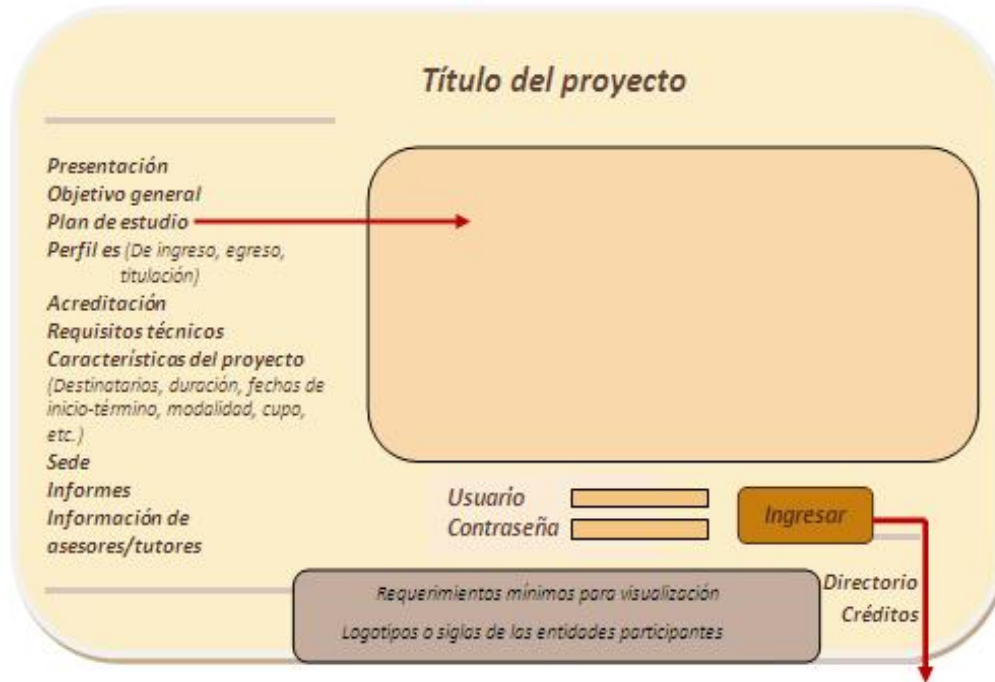 Título del proyecto
Presentación
Objetivo general
Plan de estudio
Perfil es (De ingreso, egreso,
titulación)
Acreditación
Requisitos técnicos
Características del proyecto
(Destinatarios, duración, fechas de
inicio-término, modalidad, cupo,
etc.)
Sede
Informes
Información de
asesores/tutores
Usuario
Contraseña
Ingresar
Directorio
Créditos
Requerimientos mínimos para visualización
Logotipos o siglas de las entidades participantes